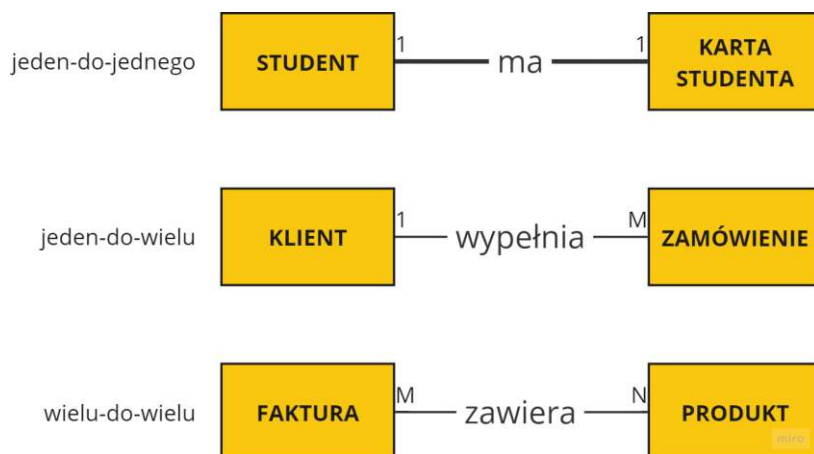 jeden-do-jednego STUDENT 1 ma 1 KARTA
STUDENTA
jeden-do-wielu KLIENT 1 wypełnia M ZAMÓWIENIE
wielu-do-wielu FAKTURA M zawiera N PRODUKT
miro